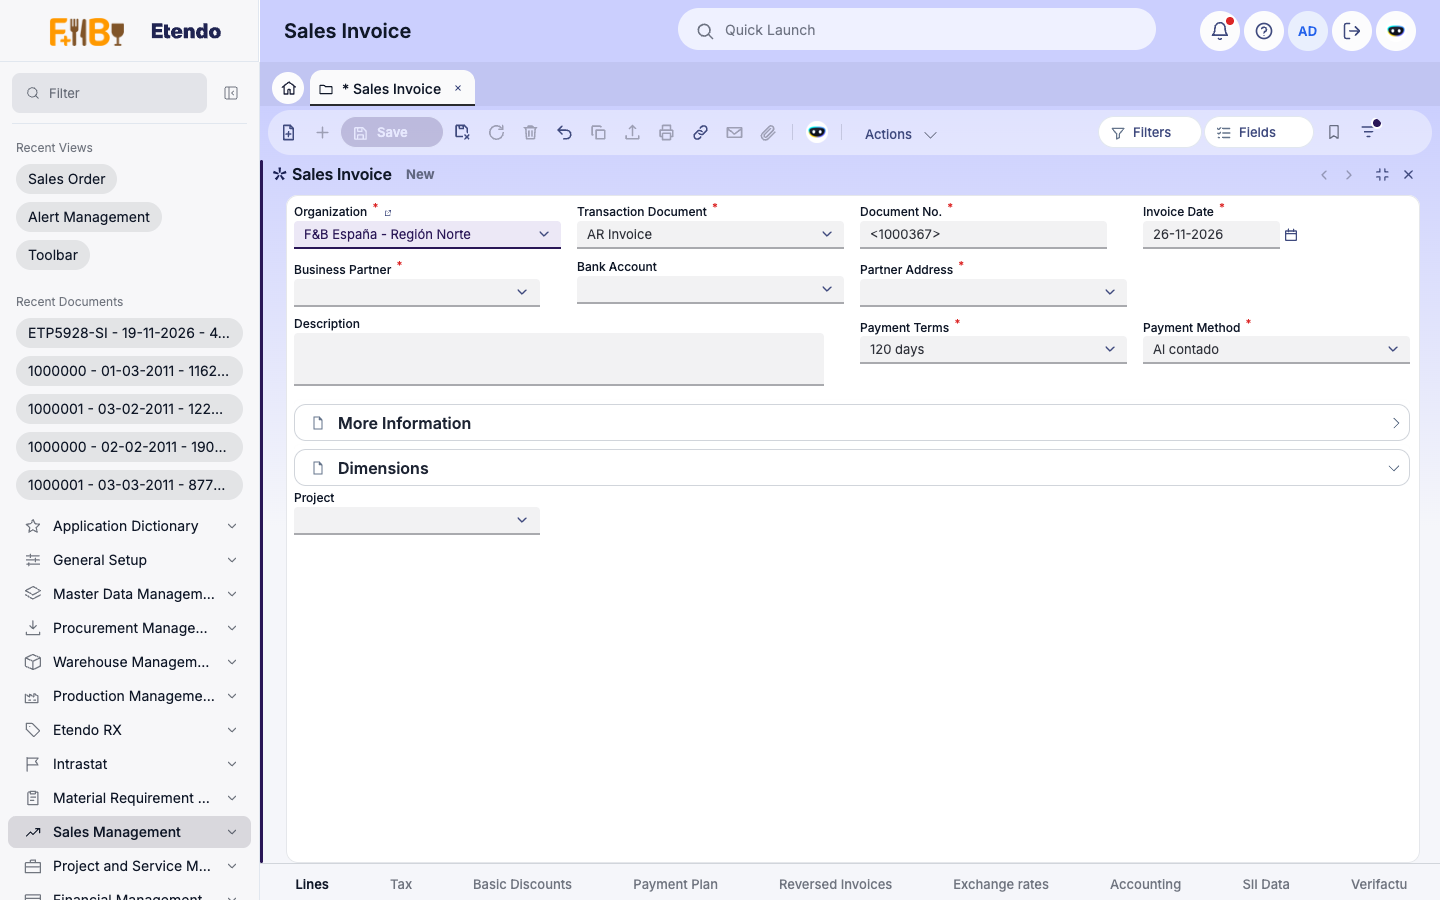 F&B
Etendo
Sales Invoice
Quick Launch
AD
Filter
* Sales Invoice
Save
Actions
Filters
Fields
Recent Views
Sales Order
Alert Management
Toolbar
Recent Documents
ETP5928-SI - 19-11-2026 - 4...
1000000 - 01-03-2011 - 1162...
1000001 - 03-02-2011 - 122...
1000000 - 02-02-2011 - 190...
1000001 - 03-03-2011 - 877...
Application Dictionary
General Setup
Master Data Managem...
Procurement Manage...
Warehouse Managem...
Production Manageme...
Etendo RX
Intrastat
Material Requirement ...
Sales Management
Project and Service M...
Financial Management
Sales Invoice New
Organization *
Transaction Document *
Document No. *
Invoice Date *
F&B España - Región Norte
AR Invoice
<1000367>
26-11-2026
Business Partner *
Bank Account
Partner Address *
Description
Payment Terms *
Payment Method *
120 days
Al contado
More Information
Dimensions
Project
Lines
Tax
Basic Discounts
Payment Plan
Reversed Invoices
Exchange rates
Accounting
SII Data
Verifactu